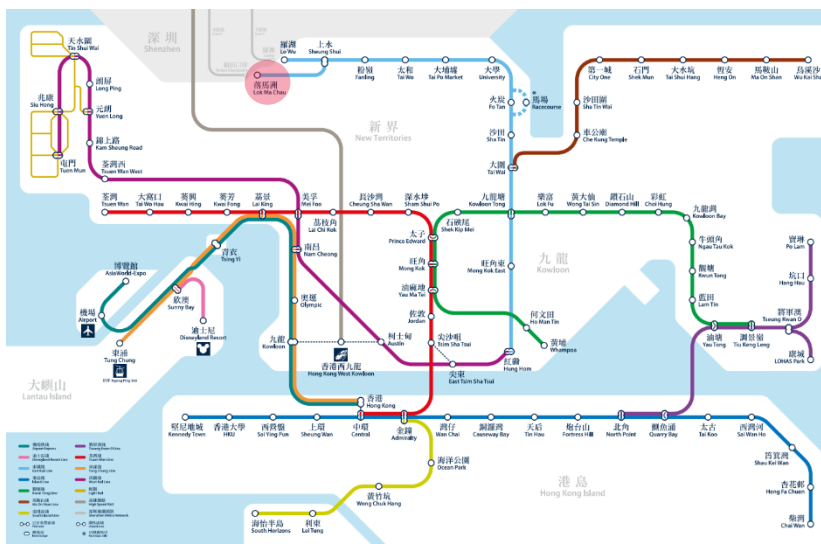 深圳
Shenzhen
天水圍
Tin Shui Wai
朗屏
Long Ping
兆康
Siu Hong
元朗
Yuen Long
錦上路
Kam Sheung Road
屯門
Tuen Mun
荃灣西
Tsuen Wan West
羅湖
Lo Wu
上水
Sheung Shui
落馬洲
Lok Ma Chau
粉嶺
Fanling
太和
Tai Wo
大埔墟
Tai Po Market
大學
University
火炭
Fo Tan
馬場
Racecourse
沙田
Sha Tin
大圍
Tai Wai
第一城
City One
石門
Shek Mun
大水坑
Tai Shui Hang
恆安
Heng On
馬鞍山
Ma On Shan
烏溪沙
Wu Kai Sha
沙田圍
Sha Tin Wai
車公廟
Che Kung Temple
新界
New Territories
荃灣
Tsuen Wan
大窩口
Tai Wo Hau
葵興
Kwai Hing
葵芳
Kwai Fong
荔景
Lai King
美孚
Mei Foo
荔枝角
Lai Chi Kok
長沙灣
Cheung Sha Wan
深水埗
Sham Shui Po
太子
Prince Edward
石硤尾
Shek Kip Mei
九龍塘
Kowloon Tong
樂富
Lok Fu
黃大仙
Wong Tai Sin
鑽石山
Diamond Hill
彩虹
Choi Hung
九龍灣
Kowloon Bay
牛頭角
Ngau Tau Kok
觀塘
Kwun Tong
藍田
Lam Tin
油塘
Yau Tong
調景嶺
Tiu Keng Leng
寶琳
Po Lam
坑口
Hang Hau
將軍澳
Tseung Kwan O
康城
LOHAS Park
九龍
Kowloon
旺角
Mong Kok
旺角東
Mong Kok East
油麻地
Yau Ma Tei
何文田
Ho Man Tin
黃埔
Whampoa
佐敦
Jordan
尖沙咀
Tsim Sha Tsui
尖東
East Tsim Sha Tsui
紅磡
Hung Hom
南昌
Nam Cheong
奧運
Olympic
九龍
Kowloon
香港西九龍
Hong Kong West Kowloon
柯士甸
Austin
青衣
Tsing Yi
博覽館
AsiaWorld-Expo
機場
Airport
欣澳
Sunny Bay
迪士尼
Disneyland Resort
東涌
Tung Chung
大嶼山
Lantau Island
香港
Hong Kong
中環
Central
金鐘
Admiralty
堅尼地城
Kennedy Town
香港大學
HKU
西營盤
Sai Ying Pun
上環
Sheung Wan
灣仔
Wan Chai
銅鑼灣
Causeway Bay
天后
Tin Hau
炮台山
Fortress Hill
北角
North Point
鰂魚涌
Quarry Bay
太古
Tai Koo
西灣河
Sai Wan Ho
筲箕灣
Shau Kei Wan
杏花邨
Heng Fa Chuen
柴灣
Chai Wan
海洋公園
Ocean Park
黃竹坑
Wong Chuk Hang
利東
Lei Tung
海怡半島
South Horizons
港島
Hong Kong Island